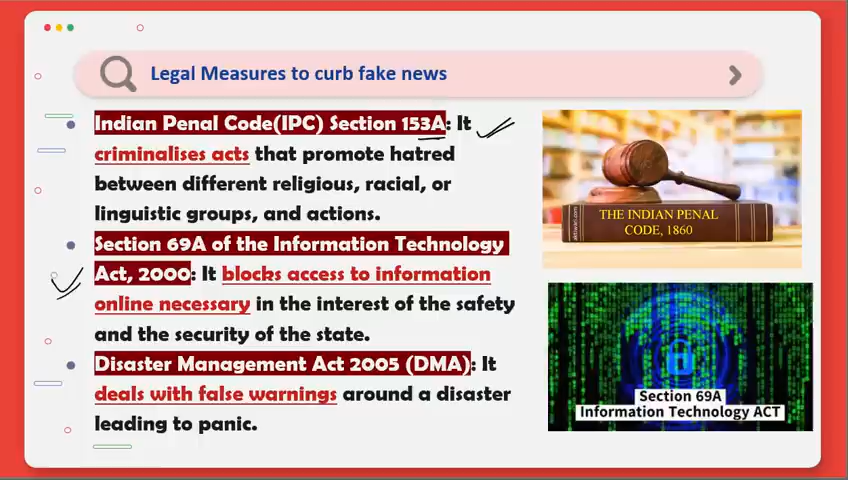 Legal Measures to curb fake news
Indian Penal Code(IPC) Section 153A: It
criminalises acts that promote hatred
between different religious, racial, or
linguistic groups, and actions.
Section 69A of the Information Technology
Act, 2000: It blocks access to information
online necessary in the interest of the safety
and the security of the state.
Disaster Management Act 2005 (DMA): It
deals with false warnings around a disaster
leading to panic.
THE INDIAN PENAL
CODE, 1860
Section 69A
Information Technology ACT